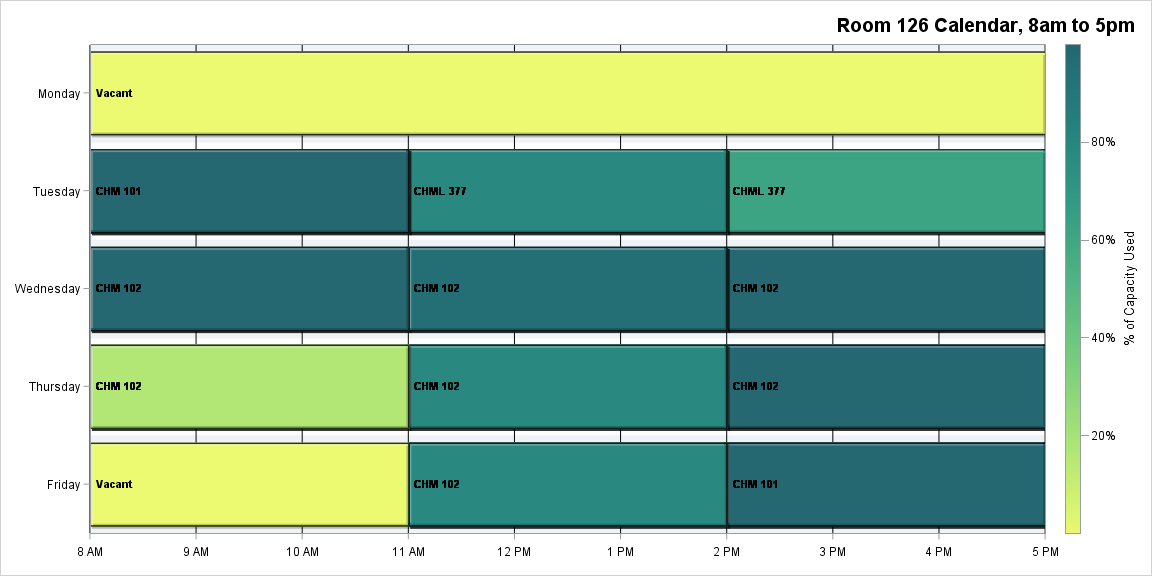 Room 126 Calendar, 8am to 5pm
Monday
Vacant
Tuesday
CHM 101
CHML 377
CHML 377
Wednesday
CHM 102
CHM 102
CHM 102
Thursday
CHM 102
CHM 102
CHM 102
Friday
Vacant
CHM 102
CHM 101
8 AM 9 AM 10 AM 11 AM 12 PM 1 PM 2 PM 3 PM 4 PM 5 PM
80%
60%
40%
20%
% of Capacity Used